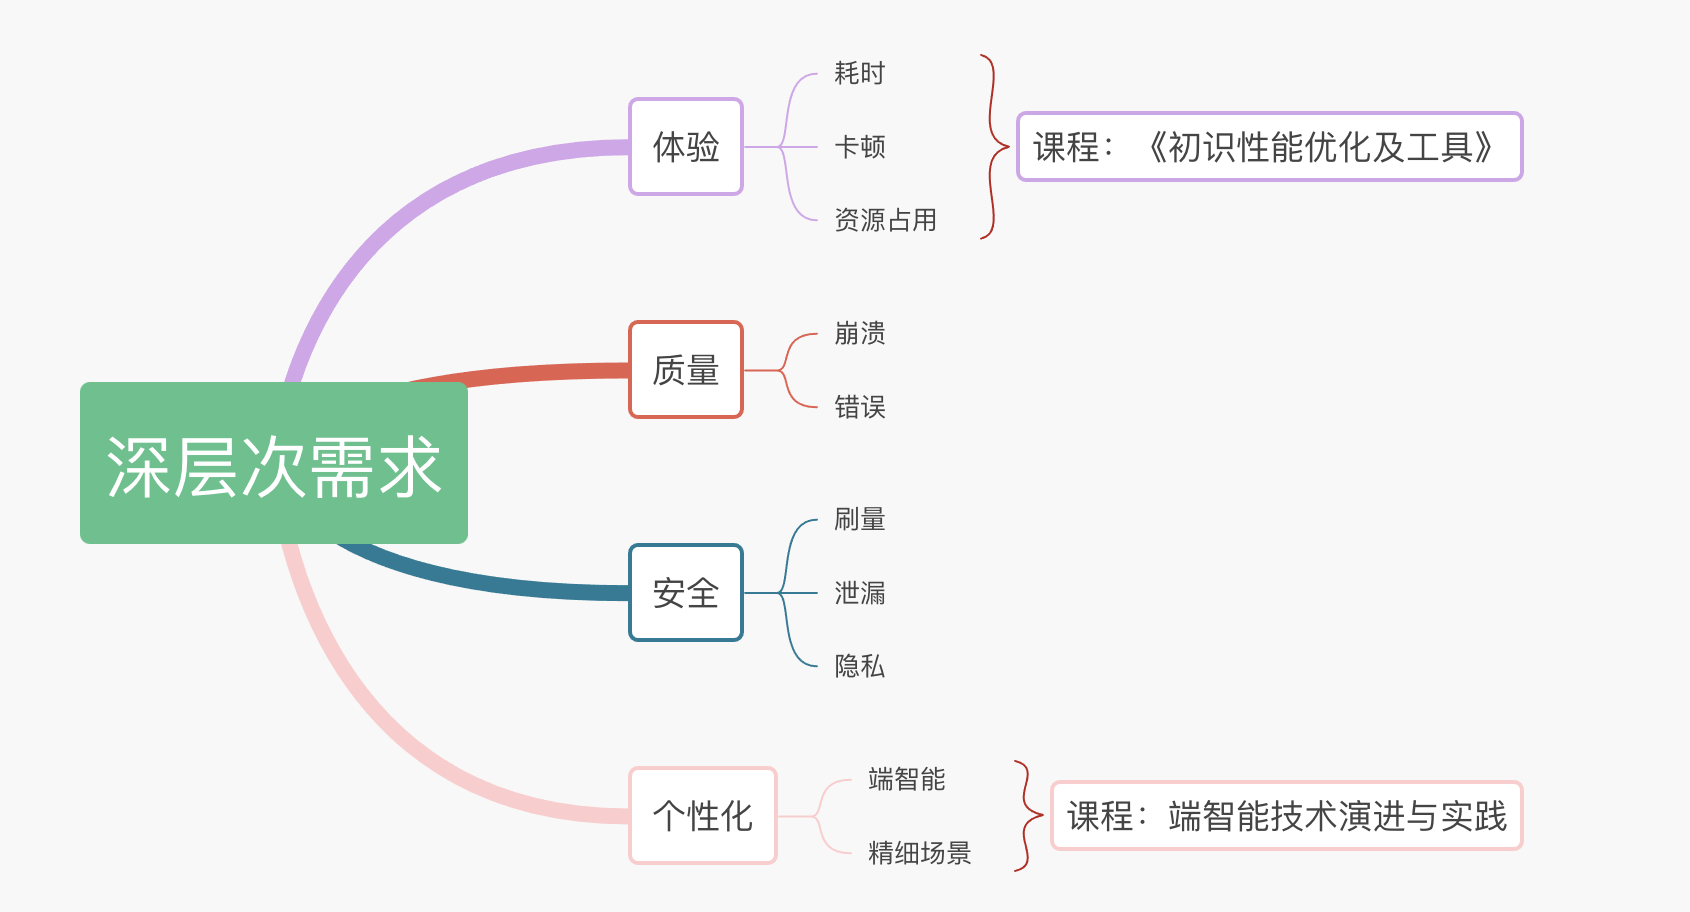 深层次需求
体验
耗时
卡顿
资源占用
课程：《初识性能优化及工具》
质量
崩溃
错误
安全
刷量
泄漏
隐私
个性化
端智能
精细场景
课程：端智能技术演进与实践